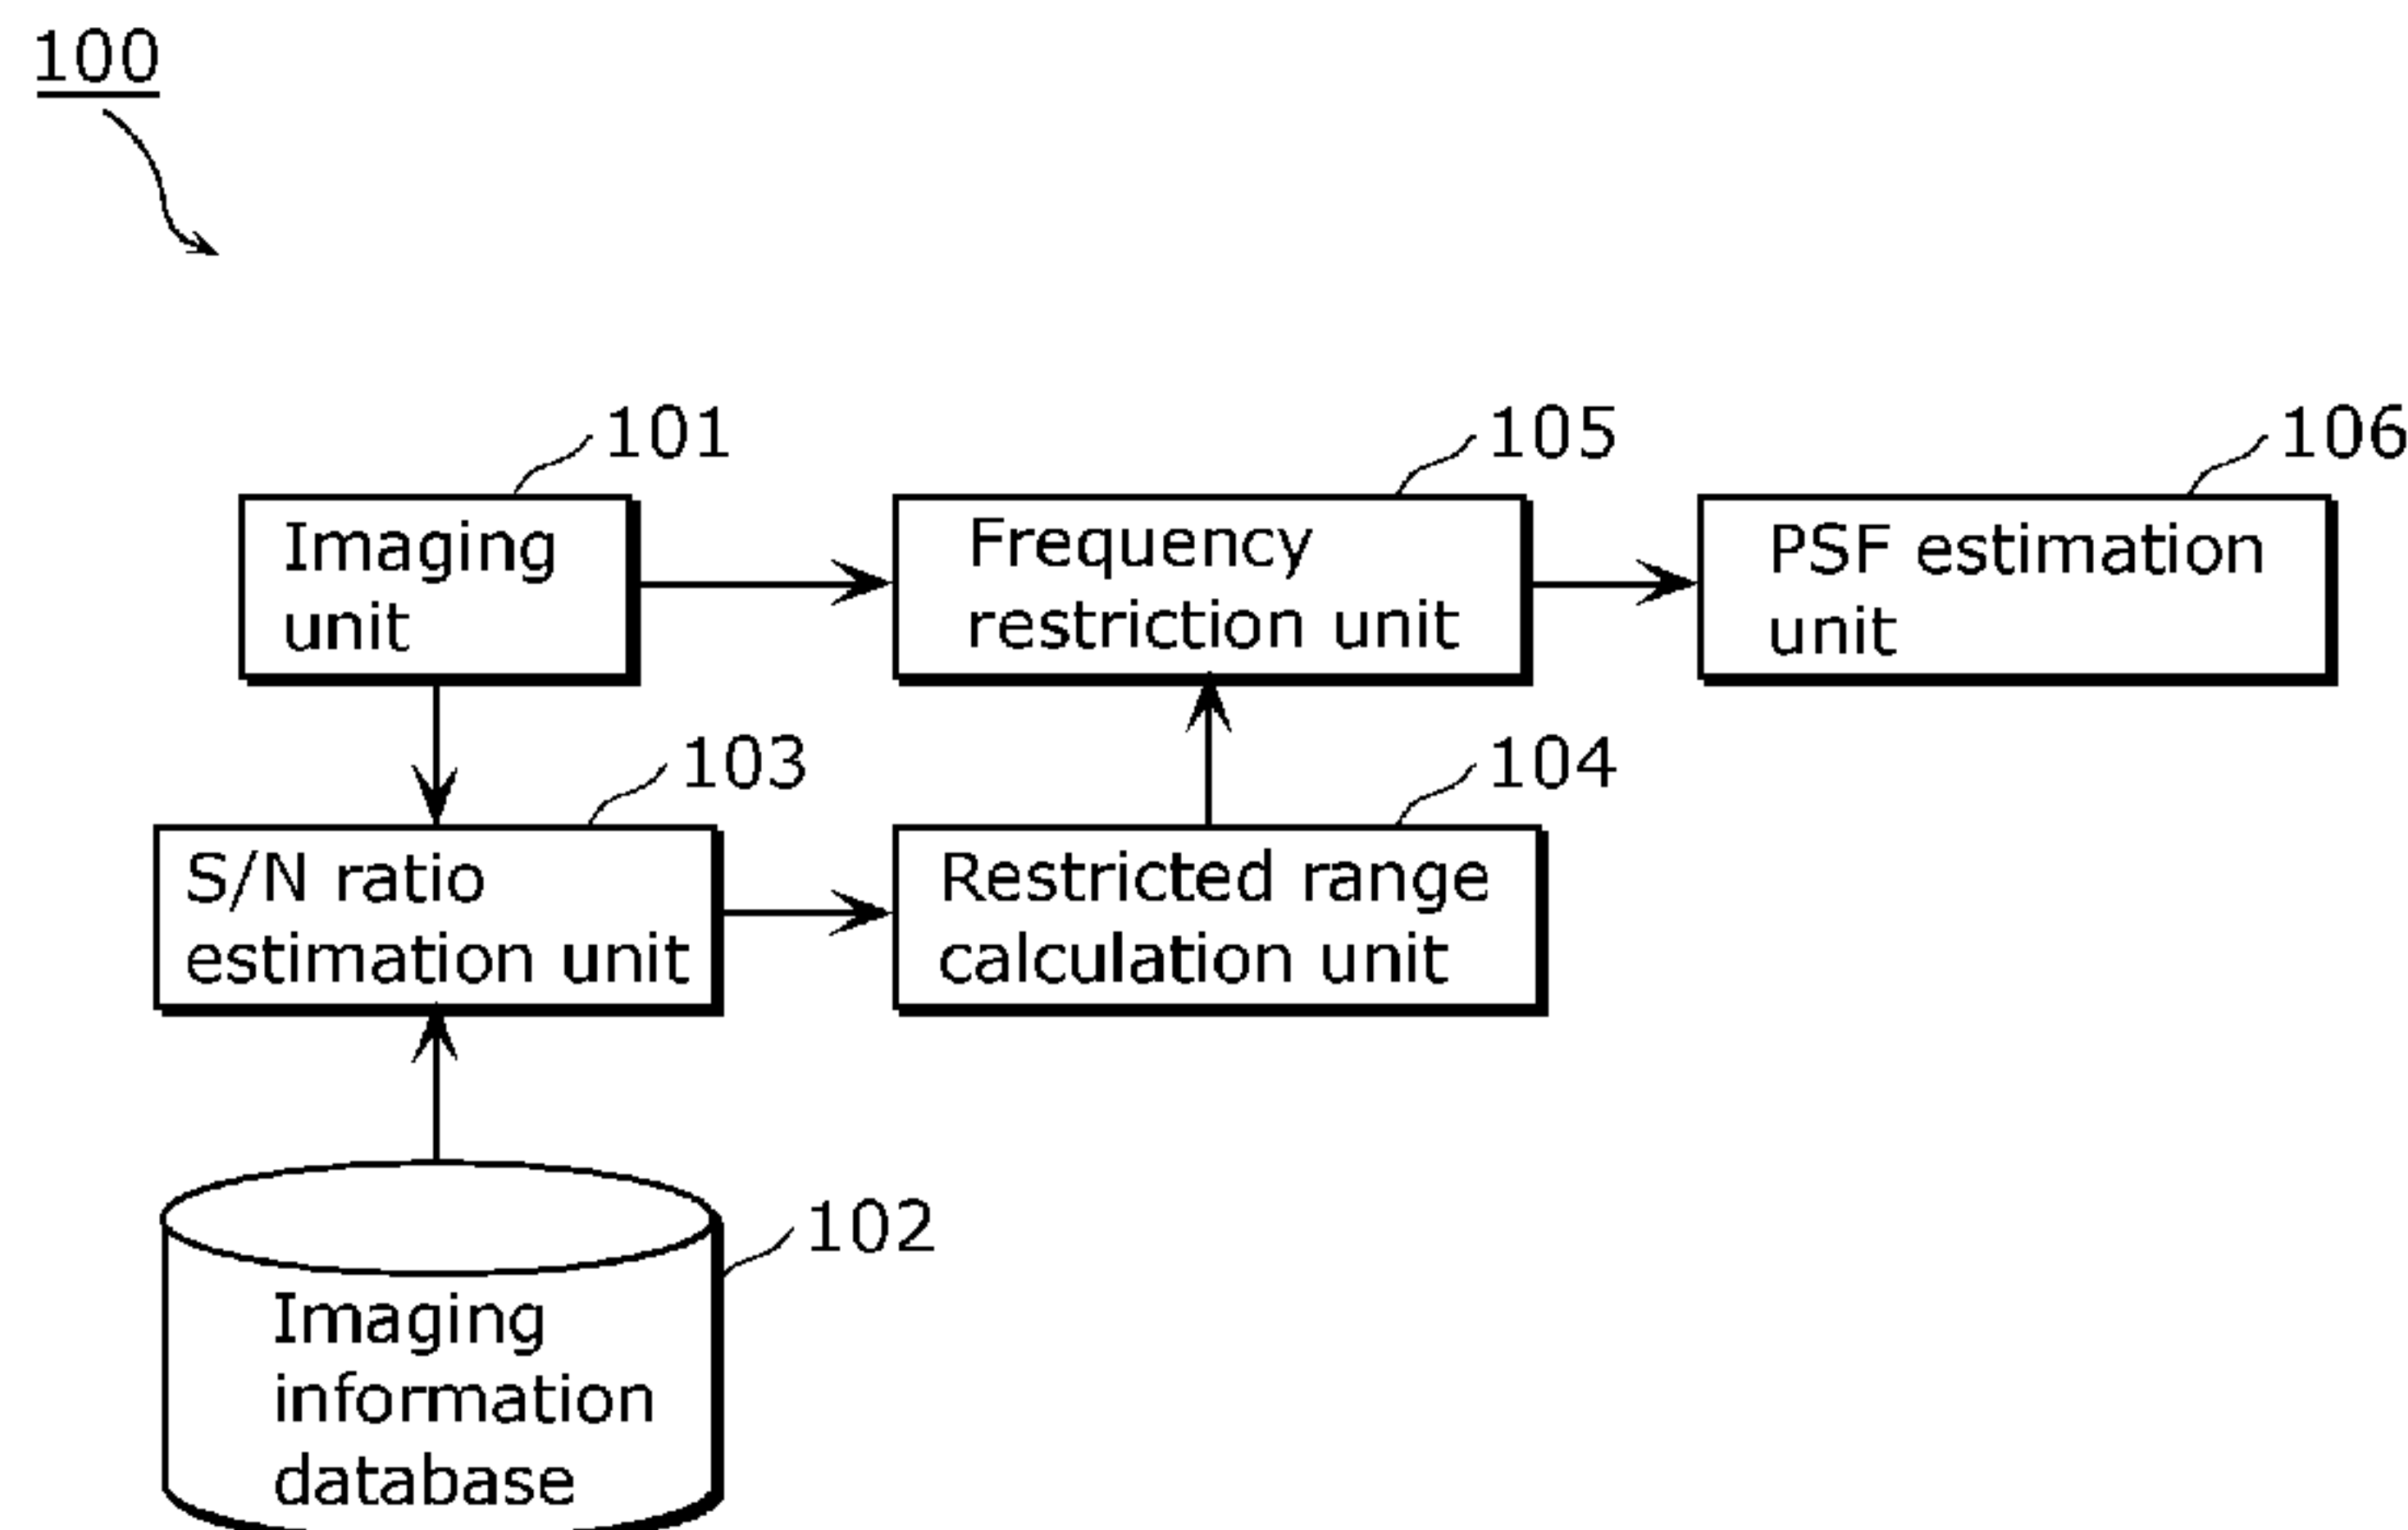 100
101
Imaging
unit
105
Frequency
restriction unit
106
PSF estimation
unit
103
S/N ratio
estimation unit
104
Restricted range
calculation unit
102
Imaging
information
database